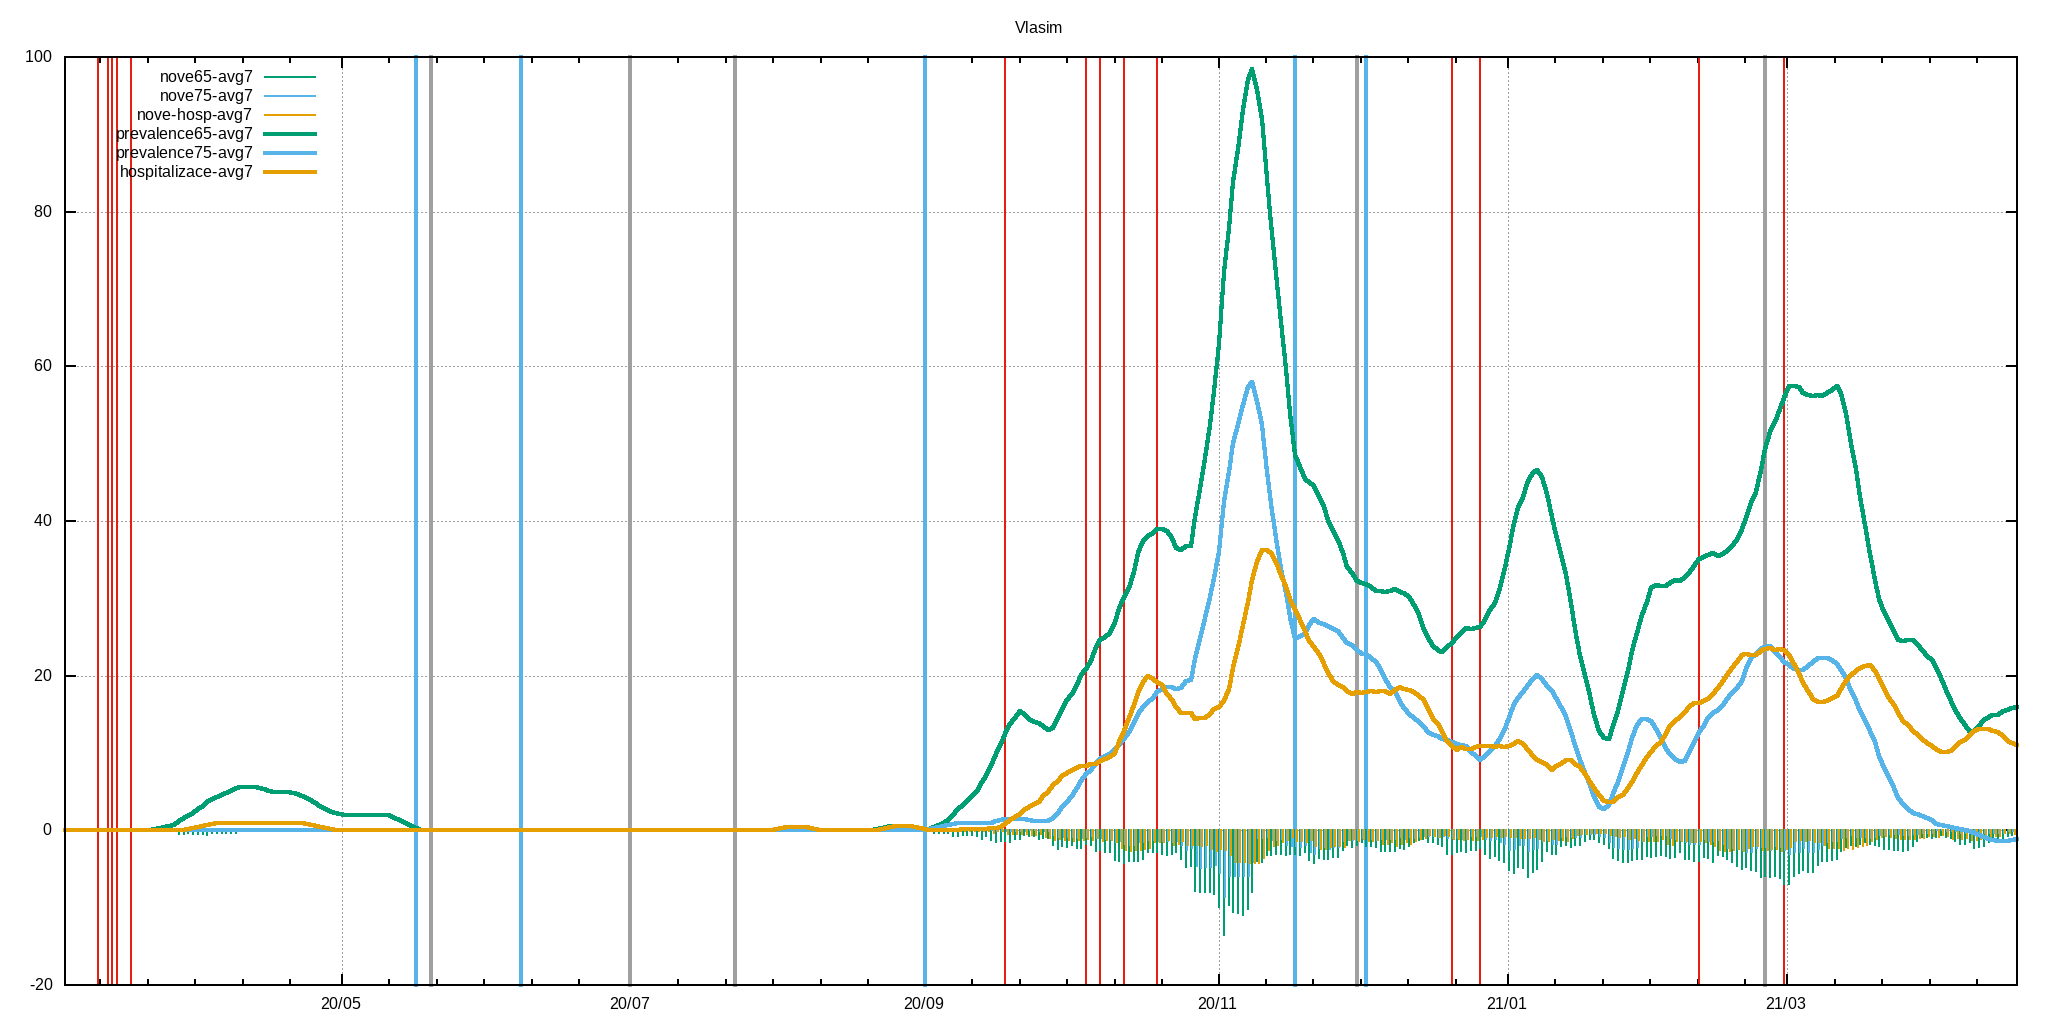 Vlasim
100
80
60
40
20
0
-20
nove65-avg7
nove75-avg7
nove-hosp-avg7
prevalence65-avg7
prevalence75-avg7
hospitalizace-avg7
20/05
20/07
20/09
20/11
21/01
21/03